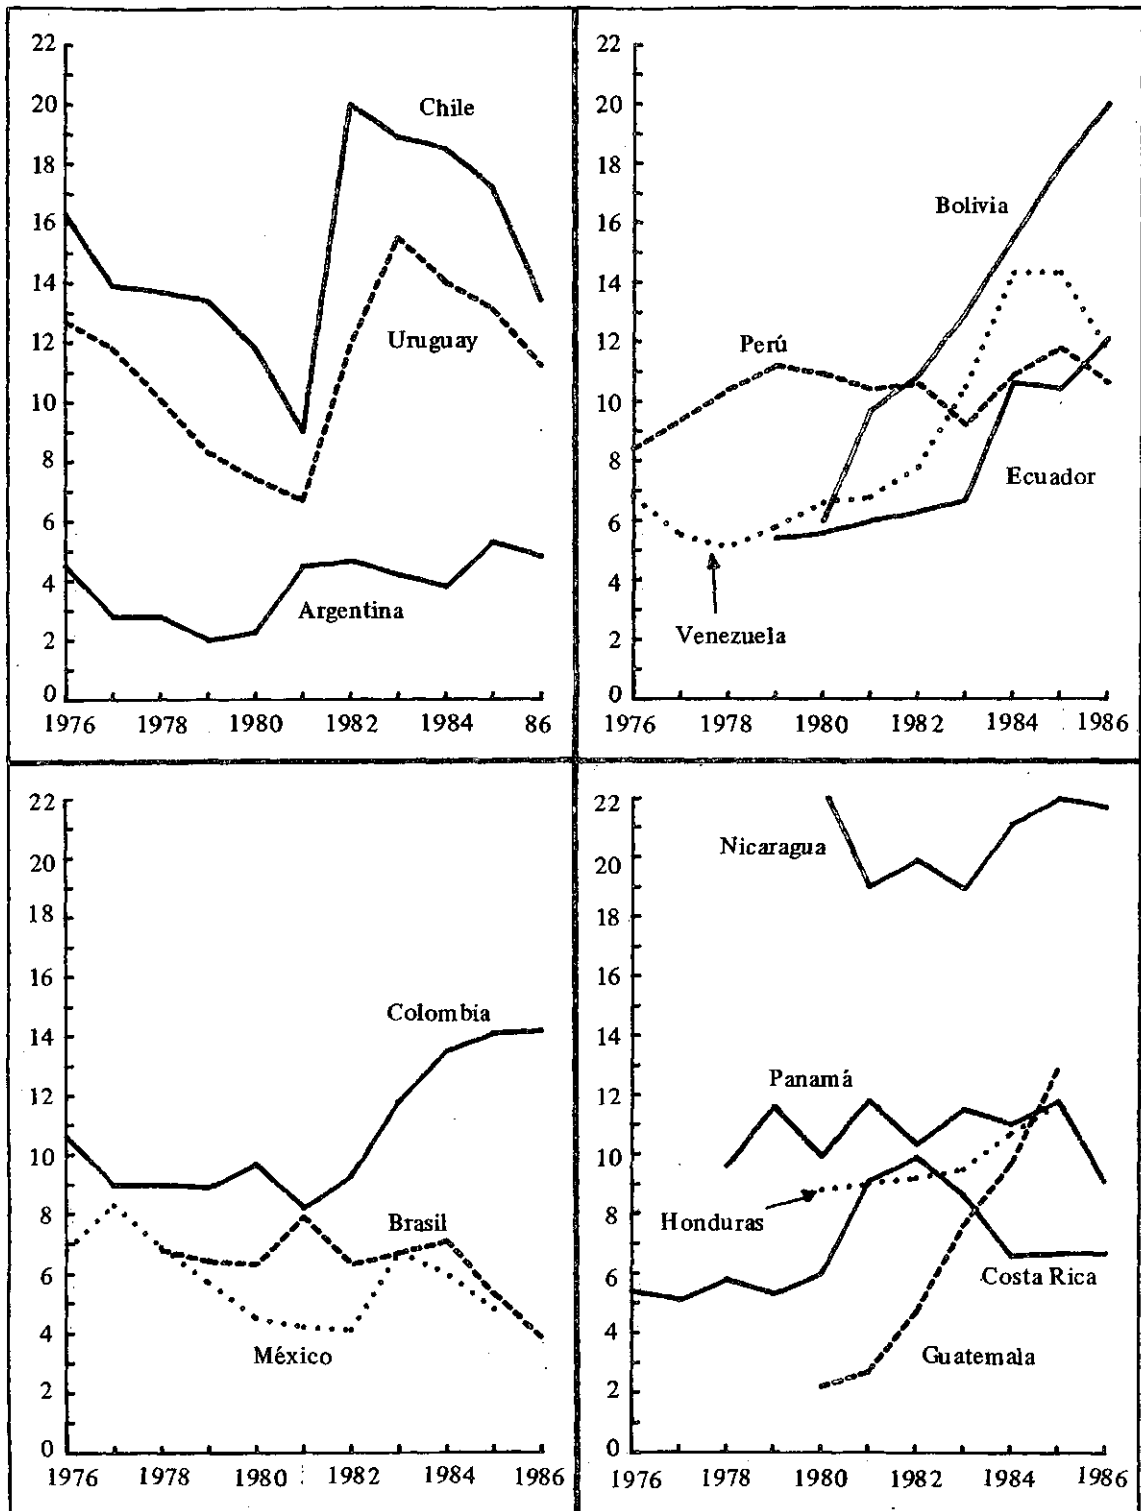 22
20
18
16
14
12
10
8
6
4
2
0
Chile
Uruguay
Argentina
1976 1978 1980 1982 1984 86
22
20
18
16
14
12
10
8
6
4
2
0
Bolivia
Perú
Ecuador
Venezuela
1976 1978 1980 1982 1984 1986
22
20
18
16
14
12
10
8
6
4
2
0
Colombia
Brasil
México
1976 1978 1980 1982 1984 1986
22
20
18
16
14
12
10
8
6
4
2
0
Nicaragua
Panamá
Honduras
Costa Rica
Guatemala
1976 1978 1980 1982 1984 1986